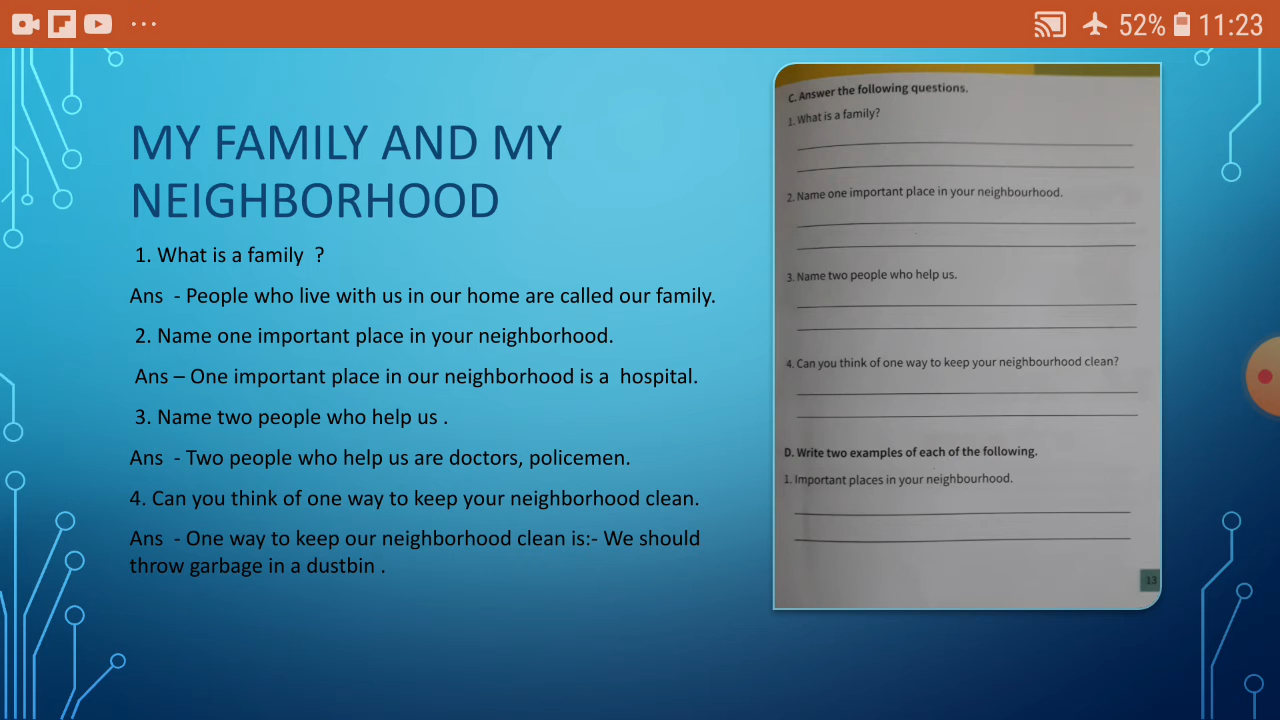 52% 11:23
MY FAMILY AND MY
NEIGHBORHOOD
1. What is a family ?
Ans - People who live with us in our home are called our family.
2. Name one important place in your neighborhood.
Ans – One important place in our neighborhood is a hospital.
3. Name two people who help us .
Ans - Two people who help us are doctors, policemen.
4. Can you think of one way to keep your neighborhood clean.
Ans - One way to keep our neighborhood clean is:- We should
throw garbage in a dustbin .
C. Answer the following questions.
1. What is a family?
2. Name one important place in your neighbourhood.
3. Name two people who help us.
4. Can you think of one way to keep your neighbourhood clean?
D. Write two examples of each of the following.
1. Important places in your neighbourhood.
13